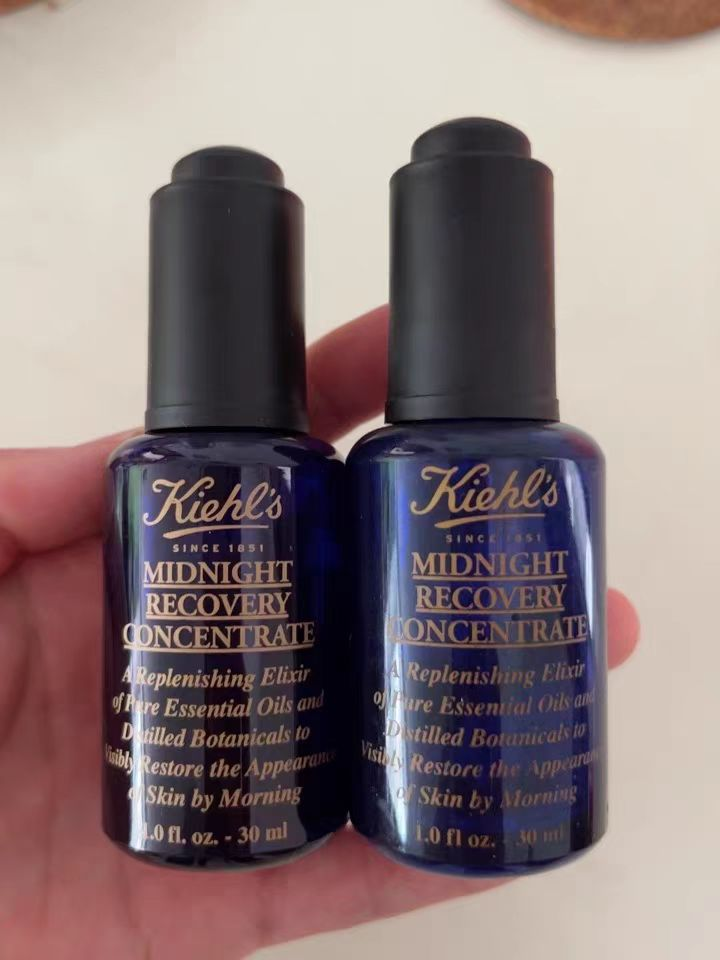 Kiehl's
SINCE 1851
MIDNIGHT
RECOVERY
CONCENTRATE
A Replenishing Elixir
of Pure Essential Oils and
Distilled Botanicals to
Visibly Restore the Appearance
of Skin by Morning
1.0 fl. oz. - 30 ml
Kiehl's
SINCE 1851
MIDNIGHT
RECOVERY
CONCENTRATE
A Replenishing Elixir
of Pure Essential Oils and
Distilled Botanicals to
Visibly Restore the Appearance
of Skin by Morning
1.0 fl oz. - 30 ml